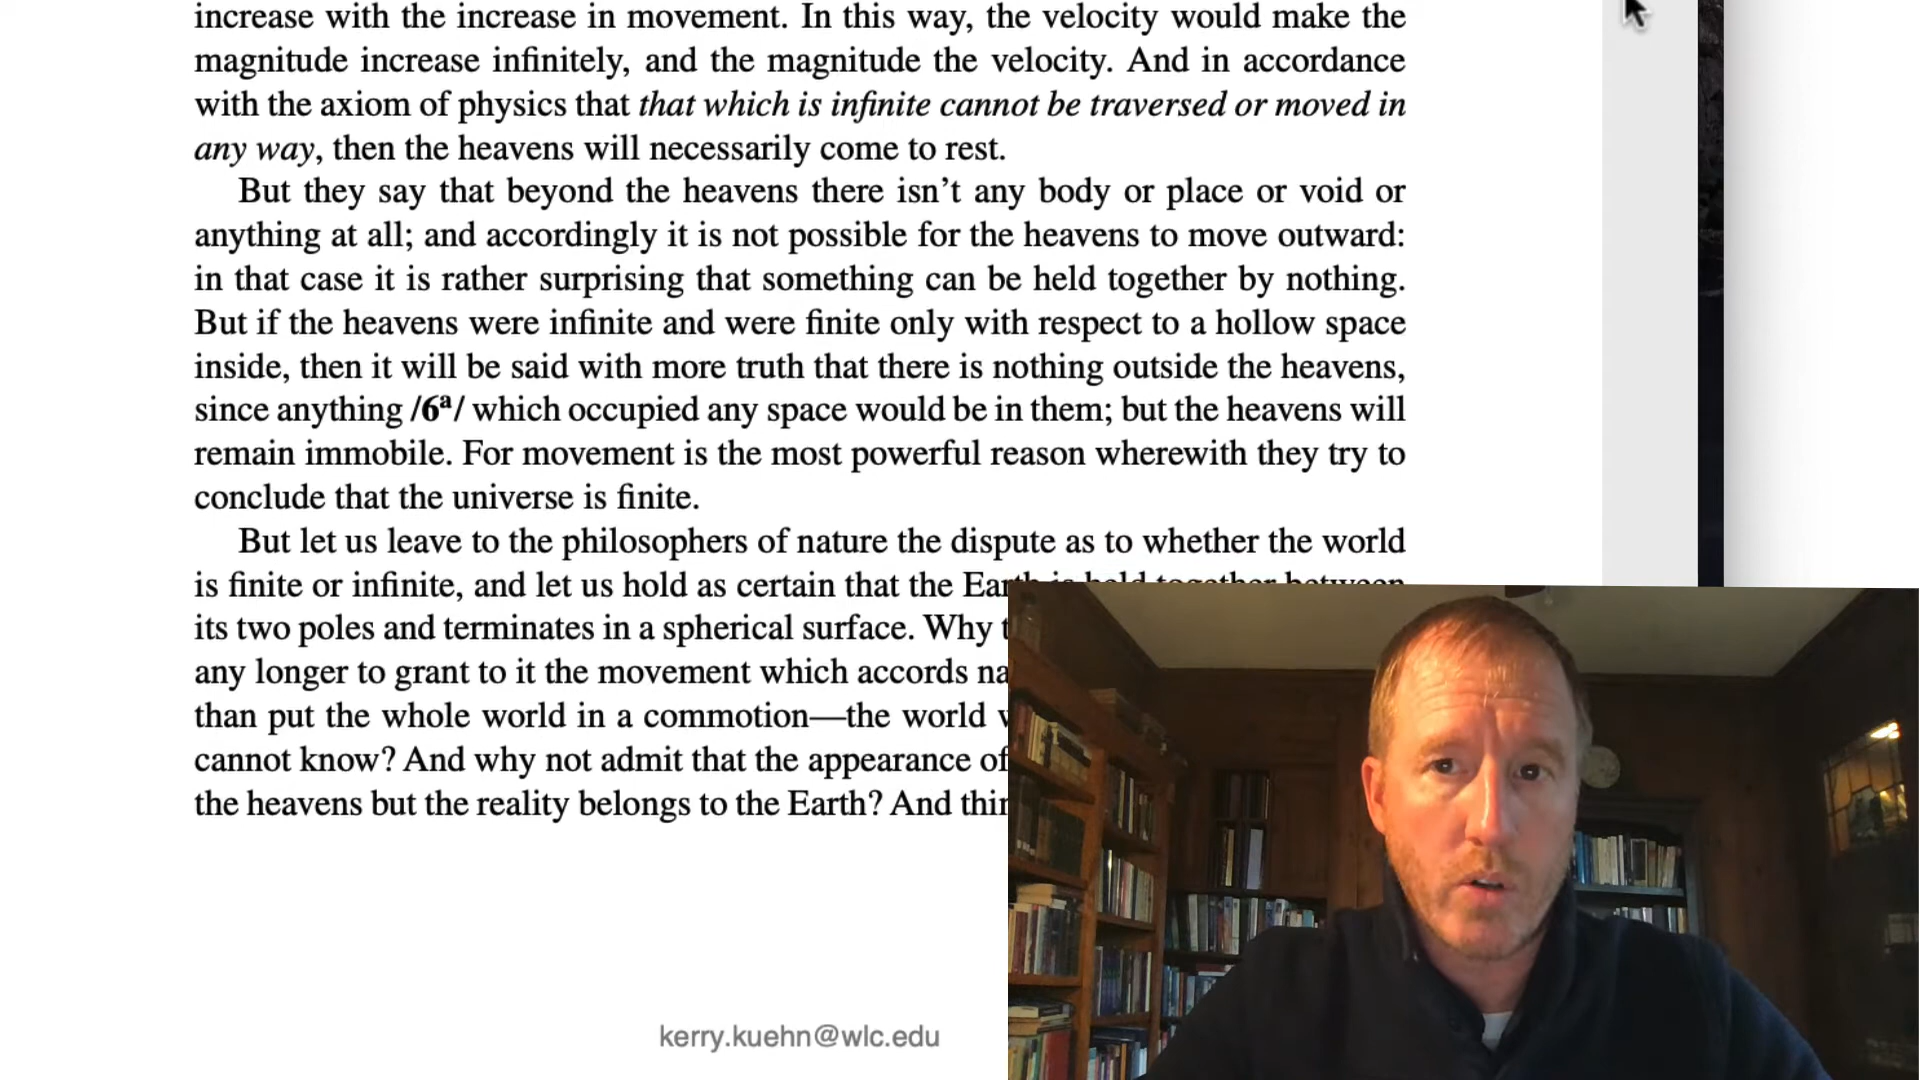 increase with the increase in movement. In this way, the velocity would make the
magnitude increase infinitely, and the magnitude the velocity. And in accordance
with the axiom of physics that that which is infinite cannot be traversed or moved in
any way, then the heavens will necessarily come to rest.
But they say that beyond the heavens there isn’t any body or place or void or
anything at all; and accordingly it is not possible for the heavens to move outward:
in that case it is rather surprising that something can be held together by nothing.
But if the heavens were infinite and were finite only with respect to a hollow space
inside, then it will be said with more truth that there is nothing outside the heavens,
since anything /6ª/ which occupied any space would be in them; but the heavens will
remain immobile. For movement is the most powerful reason wherewith they try to
conclude that the universe is finite.
But let us leave to the philosophers of nature the dispute as to whether the world
is finite or infinite, and let us hold as certain that the Earth is held together between
its two poles and terminates in a spherical surface. Why
any longer to grant to it the movement which accords
than put the whole world in a commotion—the world
cannot know? And why not admit that the appearance of
the heavens but the reality belongs to the Earth? And
kerry.kuehn@wlc.edu